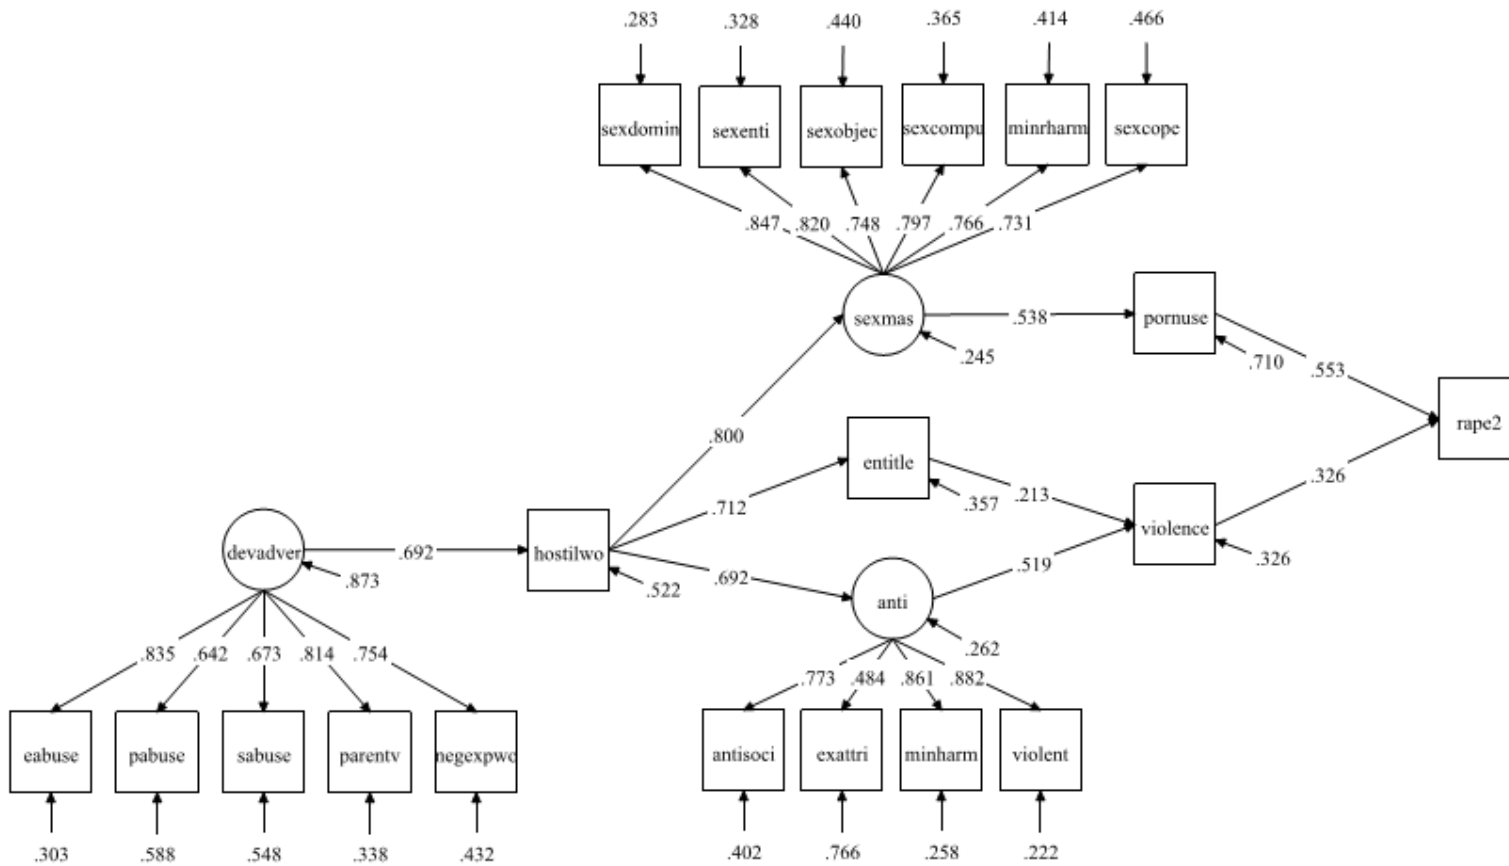 .283 .328 .440 .365 .414 .466
sexdomin sexenti sexobjec sexcompu minrharm sexcope
.847 .820 .748 .797 .766 .731
sexmas .538 pornuse
.245 .710 .553
.800 rape2
entitle
.712 .357 .213 .326
devadver .692 hostilwo violence
.873 .522 .692 .519 .326
anti
.262
.835 .642 .673 .814 .754 .773 .484 .861 .882
eabuse pabuse sabuse parentv negexpwo antisoci exattri minharm violent
.303 .588 .548 .338 .432 .402 .766 .258 .222